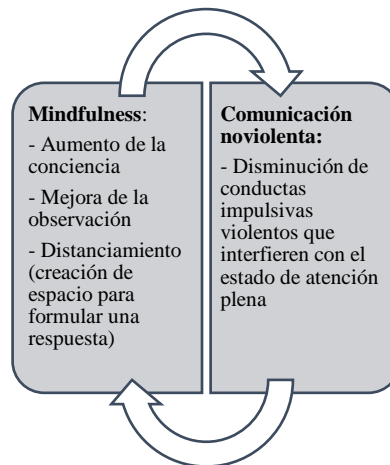 Mindfulness:
- Aumento de la
conciencia
- Mejora de la
observación
- Distanciamiento
(creación de
espacio para
formular una
respuesta)
Comunicación
noviolenta:
- Disminución de
conductas
impulsivas
violentos que
interfieren con el
estado de atención
plena